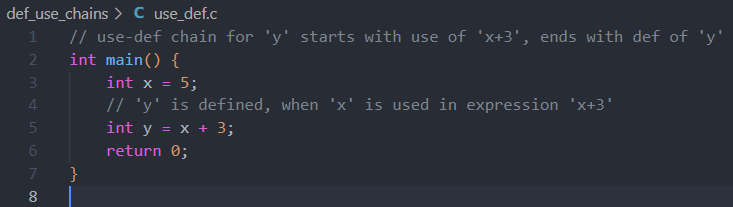 def_use_chains > C use_def.c
1 // use-def chain for 'y' starts with use of 'x+3', ends with def of 'y'
2 int main() {
3 int x = 5;
4 // 'y' is defined, when 'x' is used in expression 'x+3'
5 int y = x + 3;
6 return 0;
7 }
8